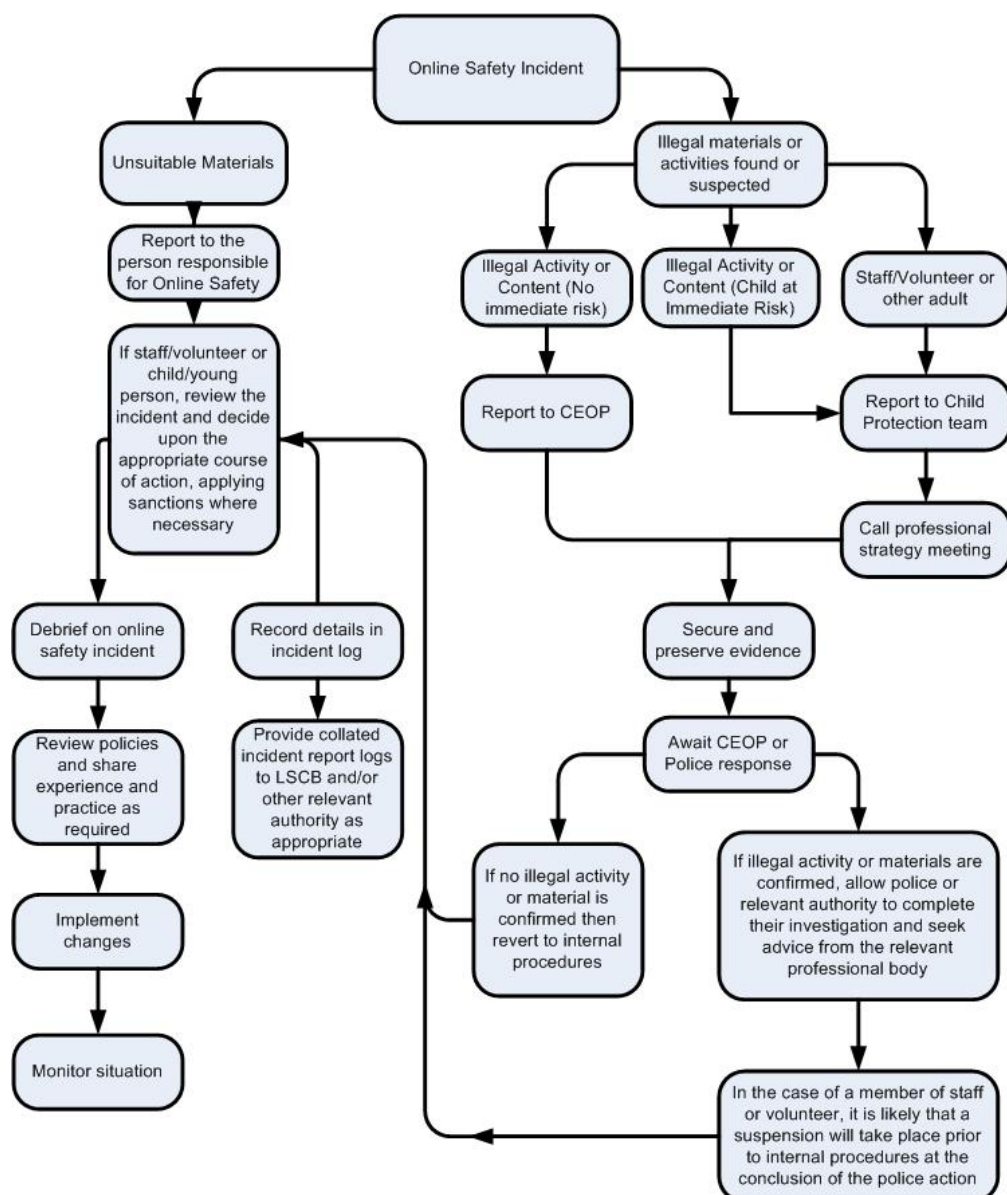 Online Safety Incident
Unsuitable Materials
Report to the
person responsible
for Online Safety
If staff/volunteer or
child/young
person, review the
incident and decide
upon the
appropriate course
of action, applying
sanctions where
necessary
Debrief on online
safety incident
Review policies
and share
experience and
practice as
required
Implement
changes
Monitor situation
Record details in
incident log
Provide collated
incident report logs
to LSCB and/or
other relevant
authority as
appropriate
Illegal materials or
activities found or
suspected
Illegal Activity or
Content (No
immediate risk)
Illegal Activity or
Content (Child at
Immediate Risk)
Staff/Volunteer or
other adult
Report to CEOP
Report to Child
Protection team
Call professional
strategy meeting
Secure and
preserve evidence
Await CEOP or
Police response
If no illegal activity
or material is
confirmed then
revert to internal
procedures
If illegal activity or materials are
confirmed, allow police or
relevant authority to complete
their investigation and seek
advice from the relevant
professional body
In the case of a member of staff
or volunteer, it is likely that a
suspension will take place prior
to internal procedures at the
conclusion of the police action